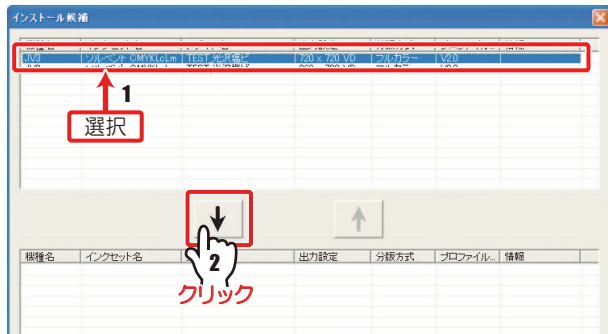 インストール候補
JV3 ソルベント CMYKLcLm TEST 光沢塩ビ 720 x 720 VD フルカラー V2.0
1
選択
2
クリック
機種名 インクセット名 出力設定 分版方式 プロファイル... 情報